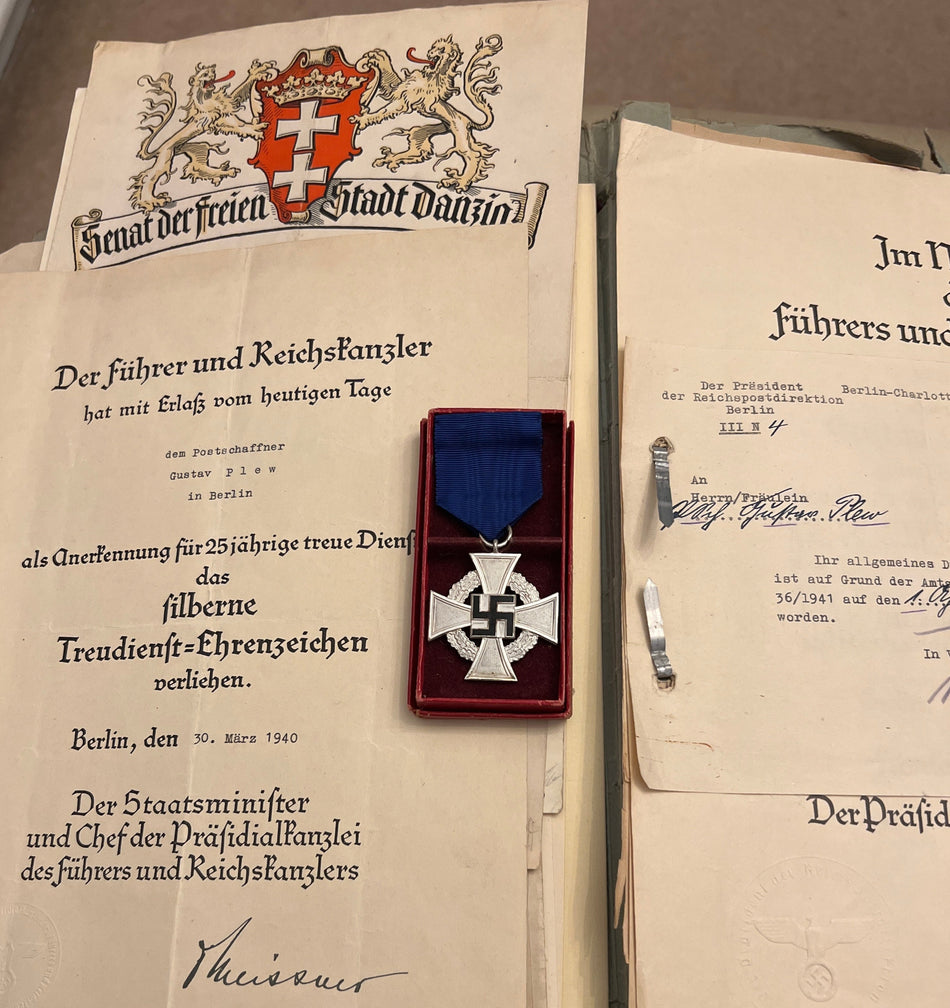 Senat der Freien Stadt Danzig
Der Führer und Reichskanzler
hat mit Erlaß vom heutigen Tage
dem Postschaffner
Gustav P l e w
in Berlin
als Anerkennung für 25 jährige treue Dienst
das
silberne
Treudienst=Ehrenzeichen
verliehen.
Berlin, den 30. März 1940
Der Staatsminister
und Chef der Präsidialkanzlei
des Führers und Reichskanzlers
Meissner
Im N
Führers und
Der Präsident
der Reichspostdirektion
Berlin
III N 4
Berlin-Charlott
An
Herrn/Fräulein
Gustav Plew
Ihr allgemeines D
ist auf Grund der Amts
36/1941 auf den 1.
worden.
In V
Der Präsid